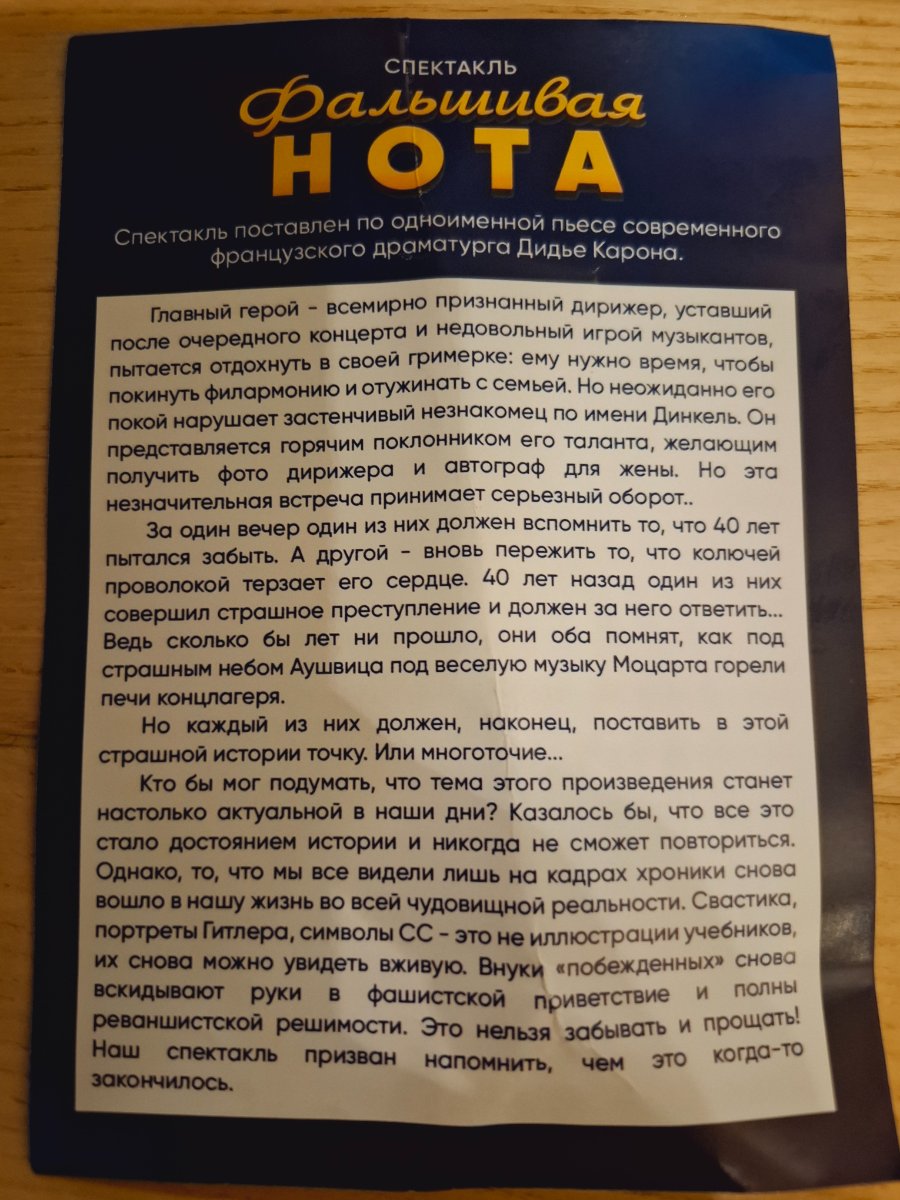 СПЕКТАКЛЬ
Фальшивая
НОТА
Спектакль поставлен по одноименной пьесе современного
французского драматурга Дидье Карона.
Главный герой - всемирно признанный дирижер, уставший
после очередного концерта и недовольный игрой музыкантов,
пытается отдохнуть в своей гримерке: ему нужно время, чтобы
покинуть филармонию и отужинать с семьей. Но неожиданно его
покой нарушает застенчивый незнакомец по имени Динкель. Он
представляется горячим поклонником его таланта, желающим
получить фото дирижера и автограф для жены. Но эта
незначительная встреча принимает серьезный оборот..
За один вечер один из них должен вспомнить то, что 40 лет
пытался забыть. А другой - вновь пережить то, что колючей
проволокой терзает его сердце. 40 лет назад один из них
совершил страшное преступление и должен за него ответить...
Ведь сколько бы лет ни прошло, они оба помнят, как под
страшным небом Аушвица под веселую музыку Моцарта горели
печи концлагеря.
Но каждый из них должен, наконец, поставить в этой
страшной истории точку. Или многоточие...
Кто бы мог подумать, что тема этого произведения станет
настолько актуальной в наши дни? Казалось бы, что все это
стало достоянием истории и никогда не сможет повториться.
Однако, то, что мы все видели лишь на кадрах хроники снова
вошло в нашу жизнь во всей чудовищной реальности. Свастика,
портреты Гитлера, символы СС - это не иллюстрации учебников,
их снова можно увидеть вживую. Внуки «побежденных» снова
вскидывают руки в фашистской приветствие и полны
реваншистской решимости. Это нельзя забывать и прощать!
Наш спектакль призван напомнить, чем это когда-то
закончилось.